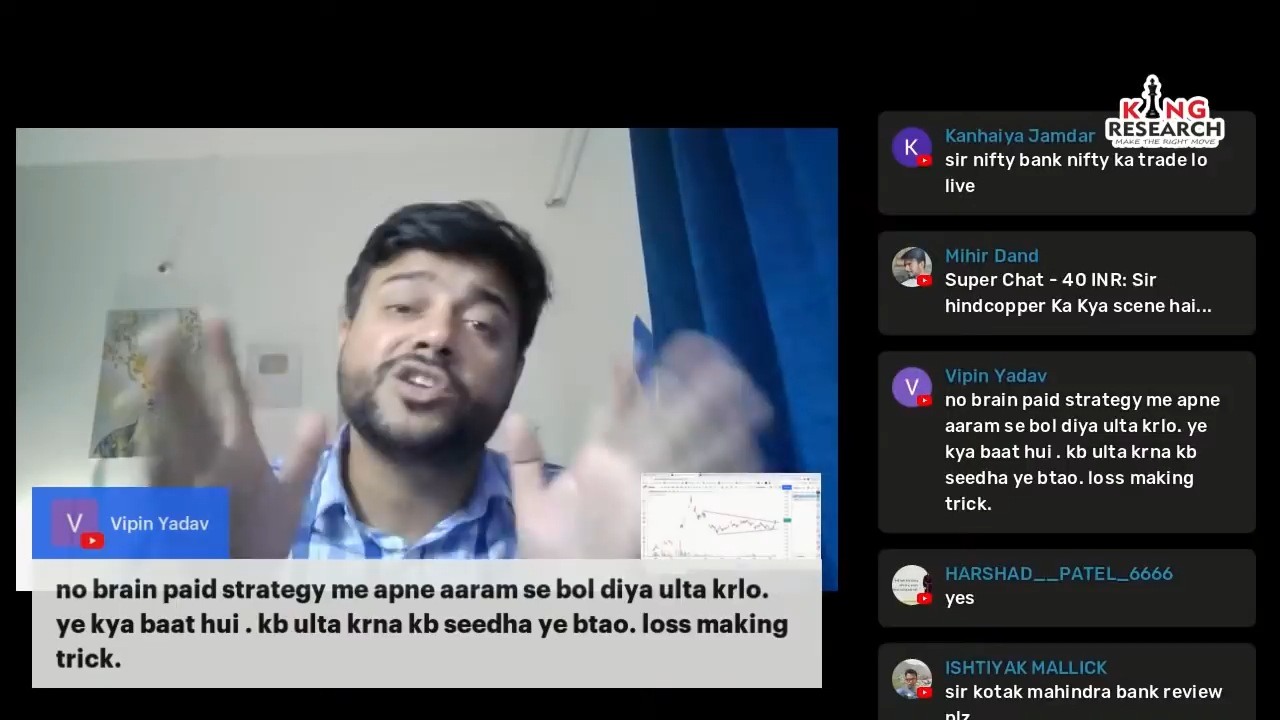 KING
RESEARCH
MAKE THE RIGHT MOVE
K
Kanhaiya Jamdar
sir nifty bank nifty ka trade lo
live
Mihir Dand
Super Chat - 40 INR: Sir
hindcopper Ka Kya scene hai...
V
Vipin Yadav
no brain paid strategy me apne
aaram se bol diya ulta krlo. ye
kya baat hui . kb ulta krna kb
seedha ye btao. loss making
trick.
HARSHAD__PATEL_6666
yes
ISHTIYAK MALLICK
sir kotak mahindra bank review
plz
V
Vipin Yadav
no brain paid strategy me apne aaram se bol diya ulta krlo.
ye kya baat hui . kb ulta krna kb seedha ye btao. loss making
trick.